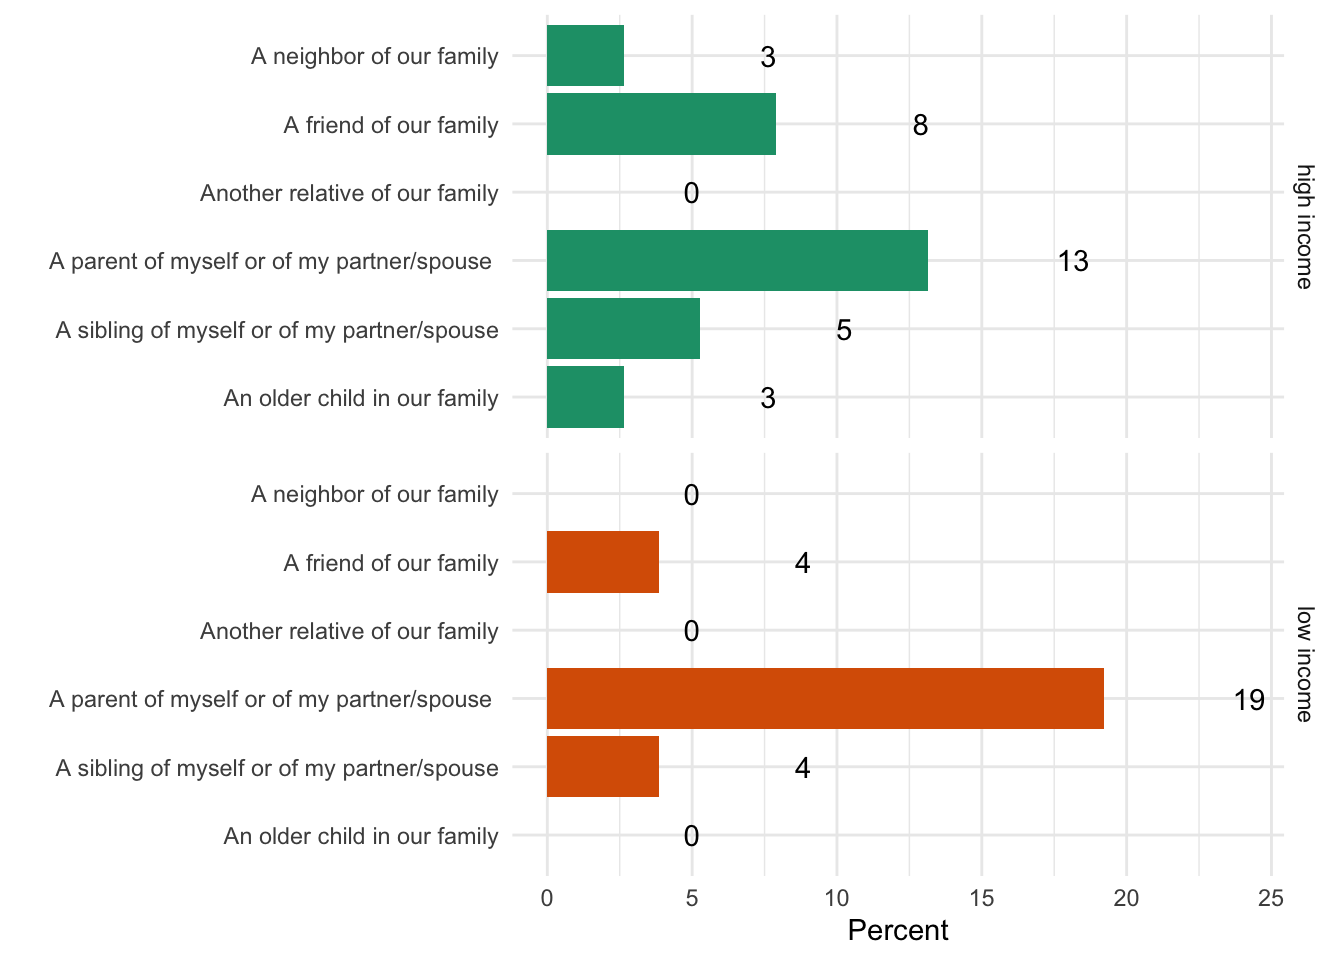 A neighbor of our family 3
A friend of our family 8
Another relative of our family 0
A parent of myself or of my partner/spouse 13
A sibling of myself or of my partner/spouse 5
An older child in our family 3
high income
A neighbor of our family 0
A friend of our family 4
Another relative of our family 0
A parent of myself or of my partner/spouse 19
A sibling of myself or of my partner/spouse 4
An older child in our family 0
low income
0 5 10 15 20 25
Percent